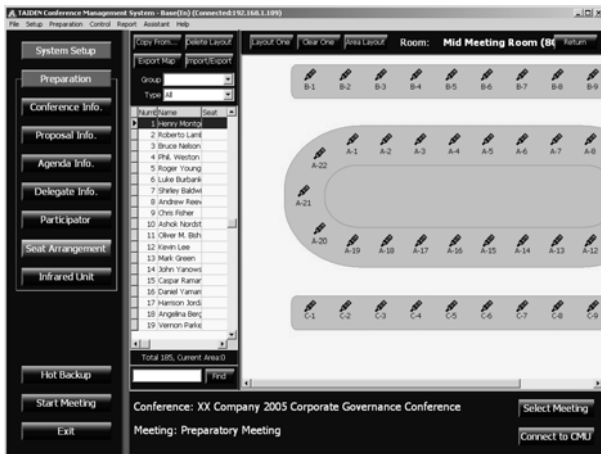 TAIDEN Conference Management System - Base(En) (Connected:192.168.1.109)
File Setup Preparation Control Report Assistant Help
System Setup
Preparation
Conference Info.
Proposal Info.
Agenda Info.
Delegate Info.
Participator
Seat Arrangement
Infrared Unit
Hot Backup
Start Meeting
Exit
Copy From... Delete Layout
Export Map Import/Export
Group
Type All
Numb Name Seat
1 Henry Montgo
2 Roberto Lamb
3 Bruce Nelson
4 Phil. Weston
5 Roger Young
6 Luke Burbank
7 Shirley Baldwi
8 Andrew Reev
9 Chris Fisher
10 Ashok Nordst
11 Oliver M. Bish
12 Kevin Lee
13 Mark Green
14 John Yanows
15 Caspar Ramar
16 Daniel Yamar
17 Harrison Jord
18 Angelina Berg
19 Vernon Parke
Total 185, Current Area:0
Find
Layout One Clear One Area Layout Room: Mid Meeting Room (80 Return
B-1 B-2 B-3 B-4 B-5 B-6 B-7 B-8
A-1 A-2 A-3 A-4 A-5 A-6 A-7 A-8
A-22
A-21
A-20
A-19 A-18 A-17 A-16 A-15 A-14 A-13 A-12
C-1 C-2 C-3 C-4 C-5 C-6 C-7 C-8 C-9
Conference: XX Company 2005 Corporate Governance Conference
Meeting: Preparatory Meeting
Select Meeting
Connect to CMU